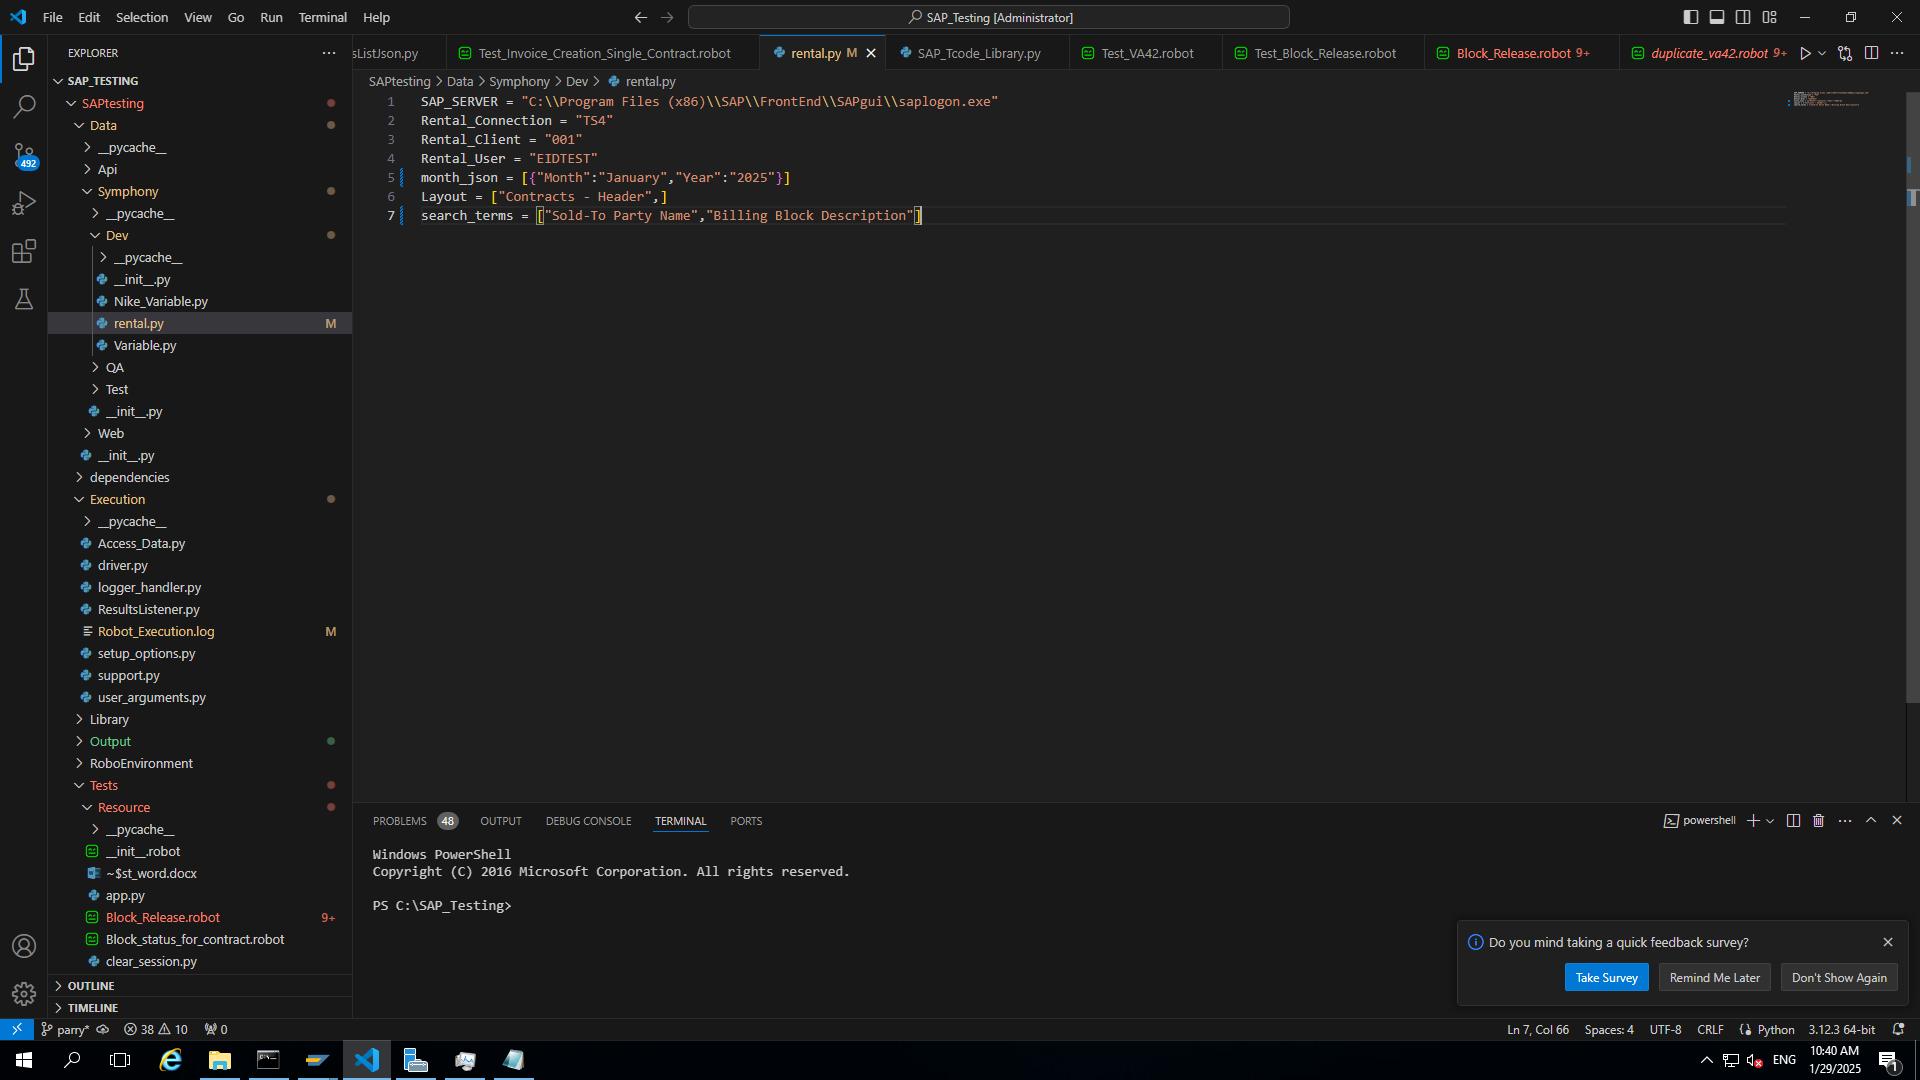 File Edit Selection View Go Run Terminal Help
SAP_Testing [Administrator]
EXPLORER
sListJson.py
Test_Invoice_Creation_Single_Contract.robot
rental.py M
SAP_Tcode_Library.py
Test_VA42.robot
Test_Block_Release.robot
Block_Release.robot 9+
duplicate_va42.robot 9+
SAPtesting > Data > Symphony > Dev > rental.py
SAP_TESTING
SAPtesting
Data
__pycache__
Api
Symphony
__pycache__
Dev
__pycache__
__init__.py
Nike_Variable.py
rental.py M
Variable.py
QA
Test
__init__.py
Web
__init__.py
dependencies
Execution
__pycache__
Access_Data.py
driver.py
logger_handler.py
ResultsListener.py
Robot_Execution.log M
setup_options.py
support.py
user_arguments.py
Library
Output
RoboEnvironment
Tests
Resource
__pycache__
__init__.robot
~$st_word.docx
app.py
Block_Release.robot 9+
Block_status_for_contract.robot
clear_session.py
OUTLINE
TIMELINE
492
1 SAP_SERVER = "C:\\Program Files (x86)\\SAP\\FrontEnd\\SAPgui\\saplogon.exe"
2 Rental_Connection = "TS4"
3 Rental_Client = "001"
4 Rental_User = "EIDTEST"
5 month_json = [{"Month":"January","Year":"2025"}]
6 Layout = ["Contracts - Header",]
7 search_terms = ["Sold-To Party Name","Billing Block Description"]
PROBLEMS 48 OUTPUT DEBUG CONSOLE TERMINAL PORTS
powershell
Windows PowerShell
Copyright (C) 2016 Microsoft Corporation. All rights reserved.
PS C:\SAP_Testing>
Do you mind taking a quick feedback survey?
Take Survey Remind Me Later Don't Show Again
parry* 38 10 0
Ln 7, Col 66 Spaces: 4 UTF-8 CRLF Python 3.12.3 64-bit
ENG
10:40 AM
1/29/2025
1